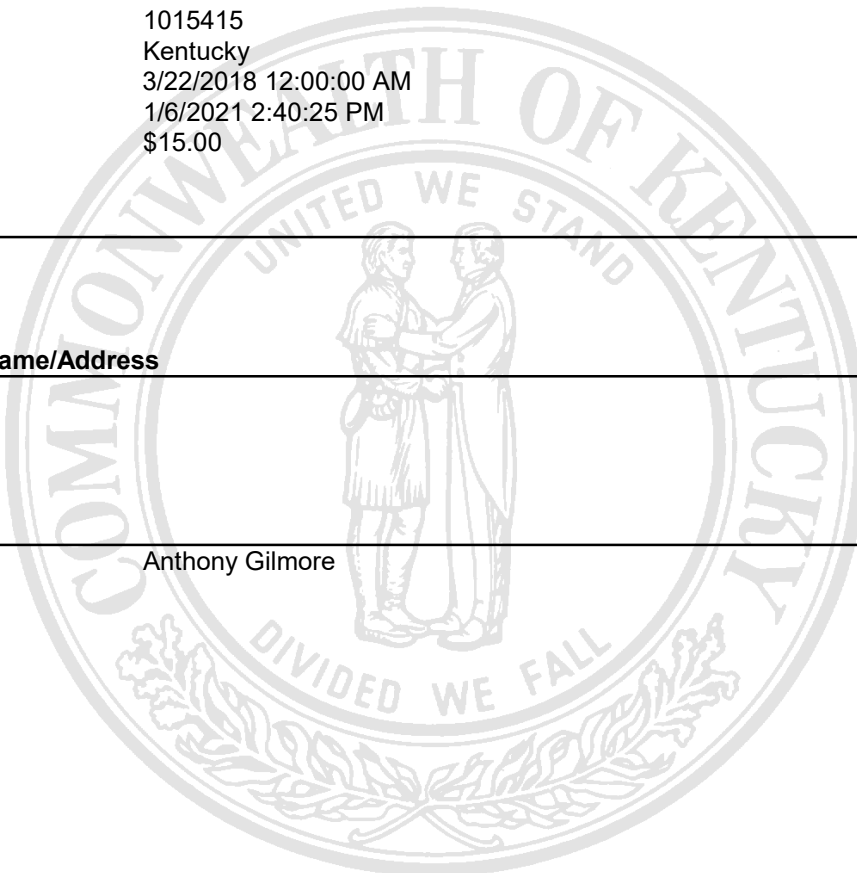 1015415
Kentucky
3/22/2018 12:00:00 AM
1/6/2021 2:40:25 PM
$15.00
COMMONWEALTH OF KENTUCKY
UNITED WE STAND
ame/Address
Anthony Gilmore
DIVIDED WE FALL